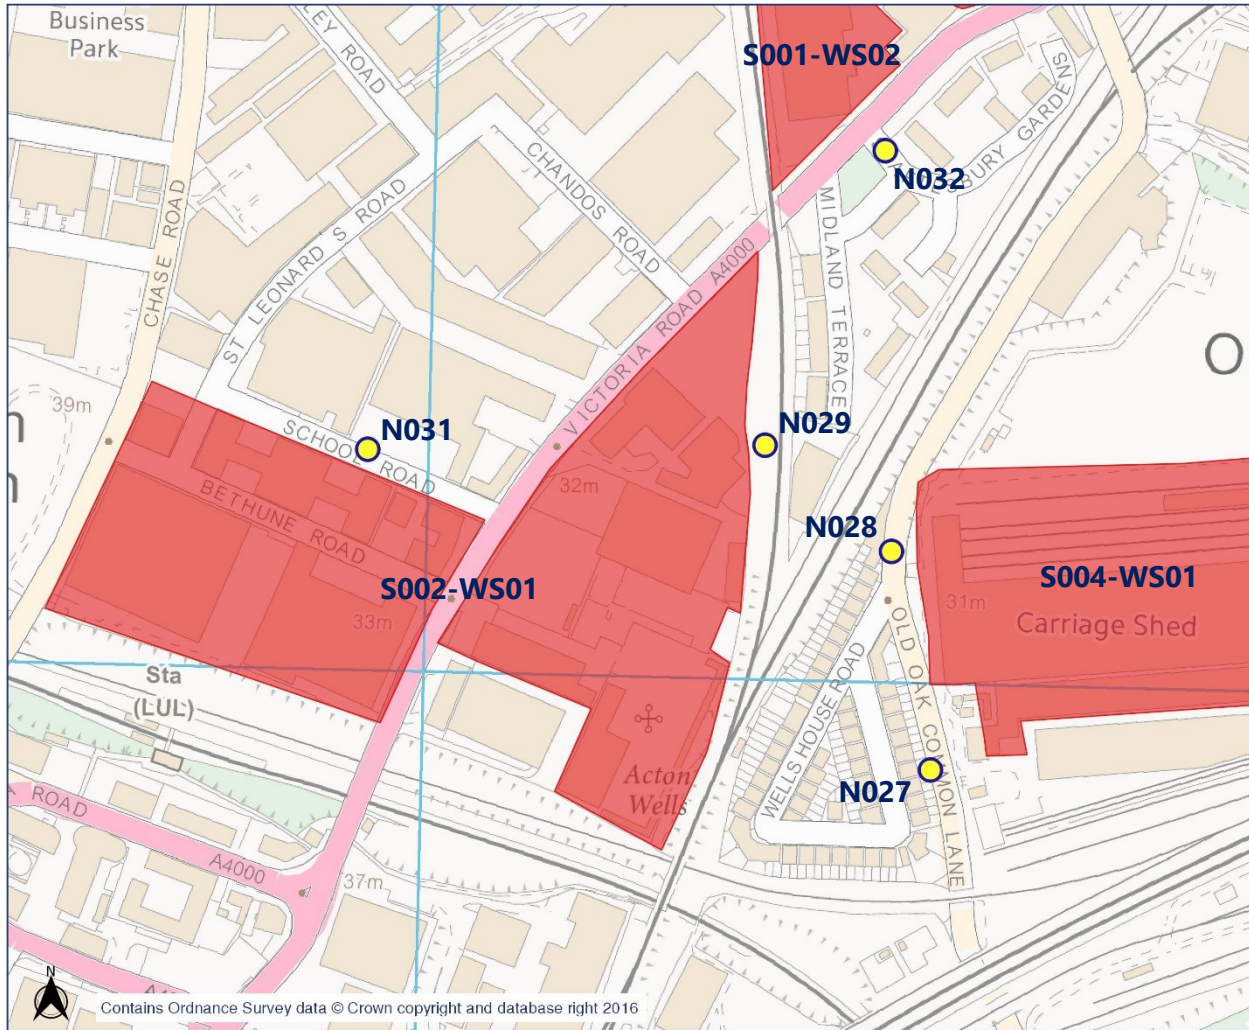 Business
Park
LEY ROAD
S001-WS02
BURY GARDENS
N032
CHANDOS ROAD
CHASE ROAD
ST LEONARD'S ROAD
MIDLAND TERRACE
VICTORIA ROAD A4000
O
39m
N031
N029
SCHOOL ROAD
BETHUNE ROAD
32m
N028
S002-WS01
S004-WS01
33m
31m
Carriage Shed
Sta
(LUL)
WELLS HOUSE ROAD
OLD OAK COMMON LANE
Acton
Wells
N027
ROAD
A4000
37m
N
Contains Ordnance Survey data © Crown copyright and database right 2016